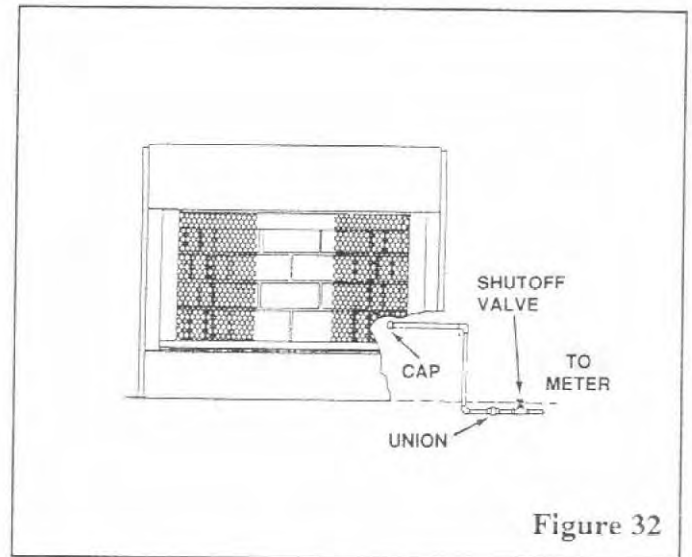 SHUTOFF
VALVE
TO
METER
CAP
UNION
Figure 32